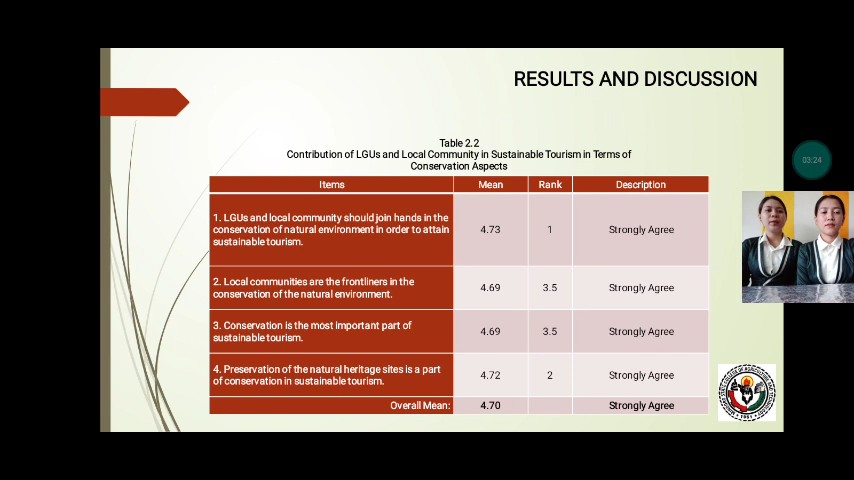 RESULTS AND DISCUSSION
Table 2.2
Contribution of LGUs and Local Community in Sustainable Tourism in Terms of
Conservation Aspects
Items Mean Rank Description
1. LGUs and local community should join hands in the
conservation of natural environment in order to attain
sustainable tourism.
4.73 1 Strongly Agree
2. Local communities are the frontliners in the
conservation of the natural environment.
4.69 3.5 Strongly Agree
3. Conservation is the most important part of
sustainable tourism.
4.69 3.5 Strongly Agree
4. Preservation of the natural heritage sites is a part
of conservation in sustainable tourism.
4.72 2 Strongly Agree
Overall Mean: 4.70 Strongly Agree
03:24